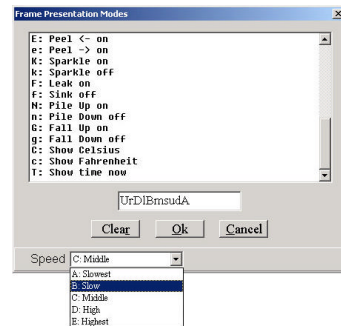 Frame Presentation Modes
E: Peel <- on
e: Peel -> on
K: Sparkle on
k: Sparkle off
F: Leak on
f: Sink off
N: Pile Up on
n: Pile Down off
G: Fall Up on
g: Fall Down off
C: Show Celsius
c: Show Fahrenheit
T: Show time now
UrDlBmsudA
Clear Ok Cancel
Speed C: Middle
A: Slowest
B: Slow
C: Middle
D: High
E: Highest